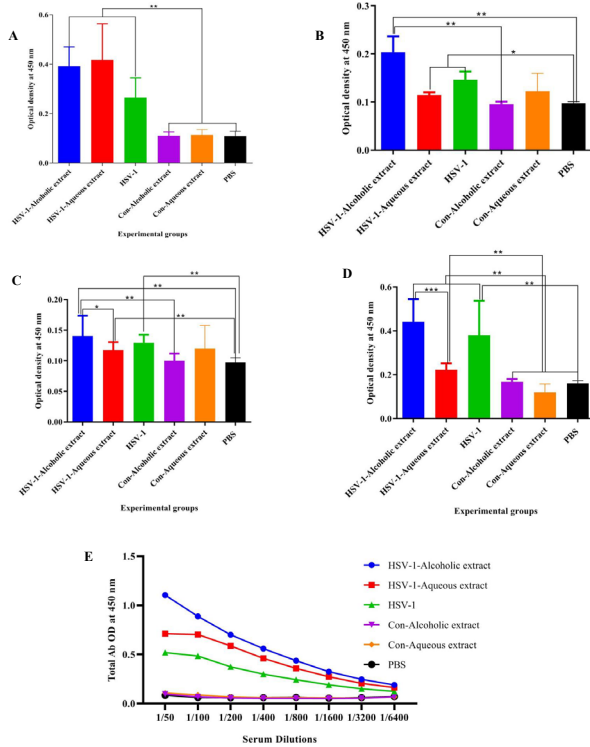 A
**
Optical density at 450 nm
0.6
0.4
0.2
0.0
HSV-1-Alcoholic extract
HSV-1-Aqueous extract
HSV-1
Con-Alcoholic extract
Con-Aqueous extract
PBS
Experimental groups
B
**
**
*
Optical density at 450 nm
0.3
0.2
0.1
0.0
HSV-1-Alcoholic extract
HSV-1-Aqueous extract
HSV-1
Con-Alcoholic extract
Con-Aqueous extract
PBS
Experimental groups
C
**
**
**
*
**
Optical density at 450 nm
0.20
0.15
0.10
0.05
0.00
HSV-1-Alcoholic extract
HSV-1-Aqueous extract
HSV-1
Con-Alcoholic extract
Con-Aqueous extract
PBS
Experimental groups
D
**
**
***
**
Optical density at 450 nm
0.6
0.4
0.2
0.0
HSV-1-Alcoholic extract
HSV-1-Aqueous extract
HSV-1
Con-Alcoholic extract
Con-Aqueous extract
PBS
Experimental groups
E
Total Ab OD at 450 nm
1.5
1.0
0.5
0.0
1/50 1/100 1/200 1/400 1/800 1/1600 1/3200 1/6400
Serum Dilutions
HSV-1-Alcoholic extract
HSV-1-Aqueous extract
HSV-1
Con-Alcoholic extract
Con-Aqueous extract
PBS